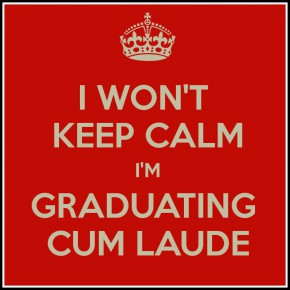 I WON'T
KEEP CALM
I'M
GRADUATING
CUM LAUDE